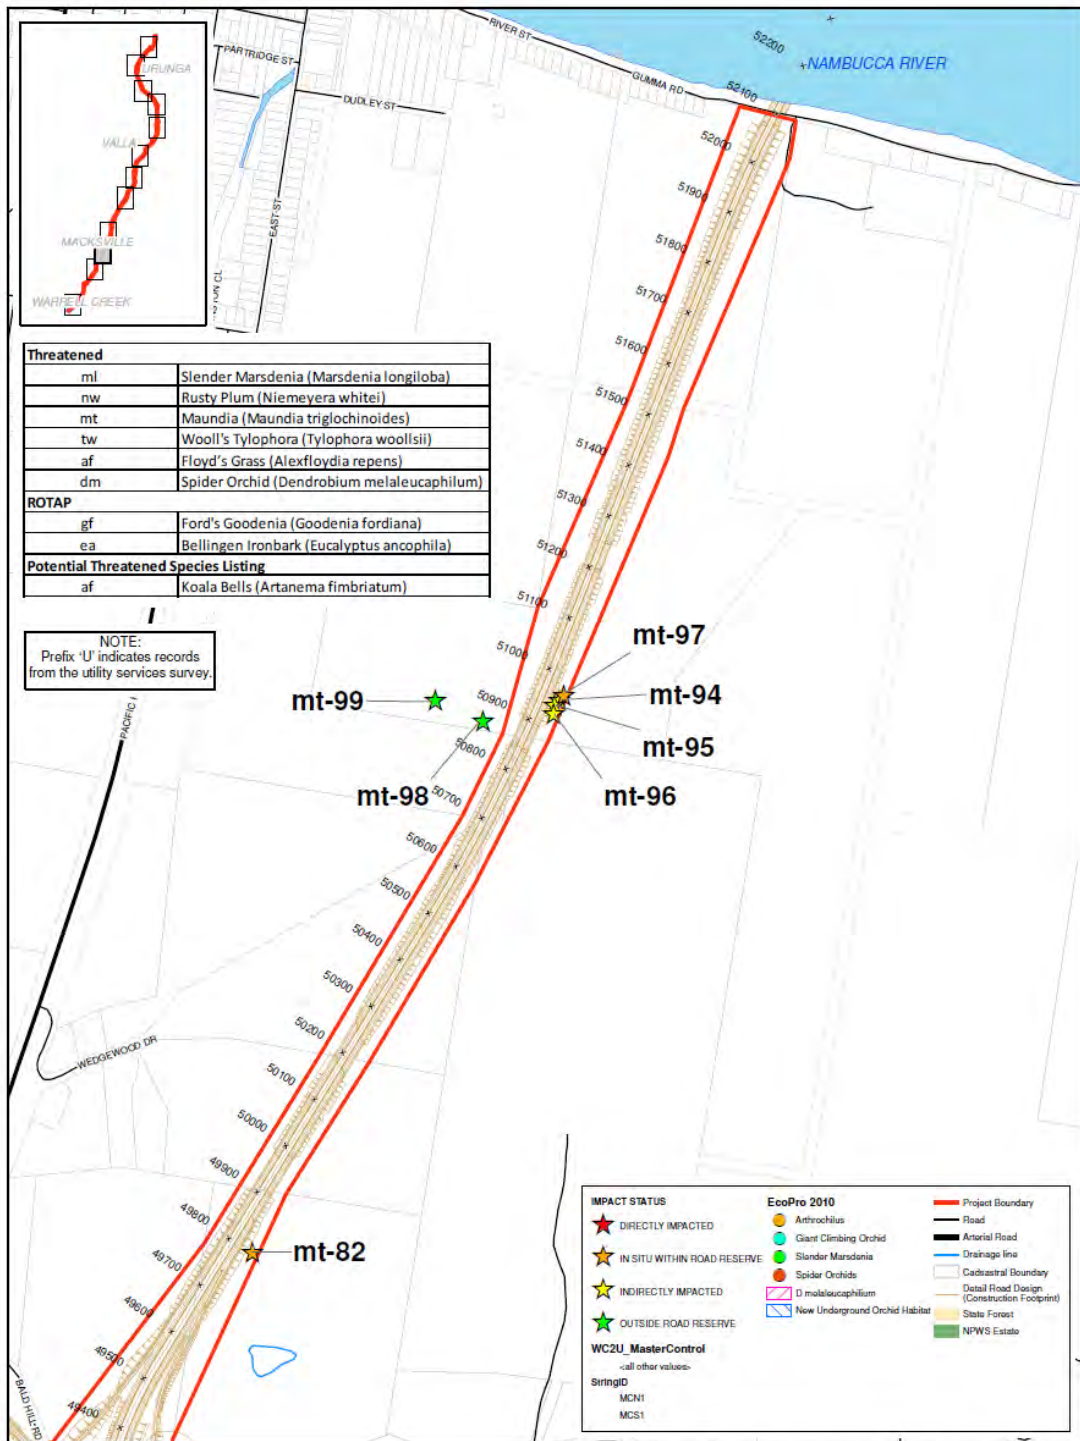 RIVER ST
52200
NAMBUCCA RIVER
PARTRIDGE ST
GUMMA RD
52100
DUDLEY ST
URUNGA
VALLA
MACKSVILLE
WARRELL CREEK
EAST ST
52000
51900
51800
51700
51600
51500
51400
51300
51200
51100
51000
50900
50800
50700
50600
50500
50400
50300
50200
50100
50000
49900
49800
49700
49600
49500
49400
Threatened
ml Slender Marsdenia (Marsdenia longiloba)
nw Rusty Plum (Niemeyera whitei)
mt Maundia (Maundia triglochinoides)
tw Wooll's Tylophora (Tylophora woollsii)
af Floyd's Grass (Alexfloydia repens)
dm Spider Orchid (Dendrobium melaleucaphilum)
ROTAP
gf Ford's Goodenia (Goodenia fordiana)
ea Bellingen Ironbark (Eucalyptus ancophila)
Potential Threatened Species Listing
af Koala Bells (Artanema fimbriatum)
NOTE:
Prefix 'U' indicates records
from the utility services survey.
PACIFIC
mt-97
mt-99
mt-94
mt-95
mt-98
mt-96
WEDGEWOOD DR
mt-82
BALD HILL RD
IMPACT STATUS
DIRECTLY IMPACTED
IN SITU WITHIN ROAD RESERVE
INDIRECTLY IMPACTED
OUTSIDE ROAD RESERVE
WC2U_MasterControl
<all other values>
StringID
MCN1
MCS1
EcoPro 2010
Arthrochilus
Giant Climbing Orchid
Slender Marsdenia
Spider Orchids
D melaleucaphilium
New Underground Orchid Habitat
Project Boundary
Road
Arterial Road
Drainage line
Cadsastral Boundary
Detail Road Design
(Construction Footprint)
State Forest
NPWS Estate